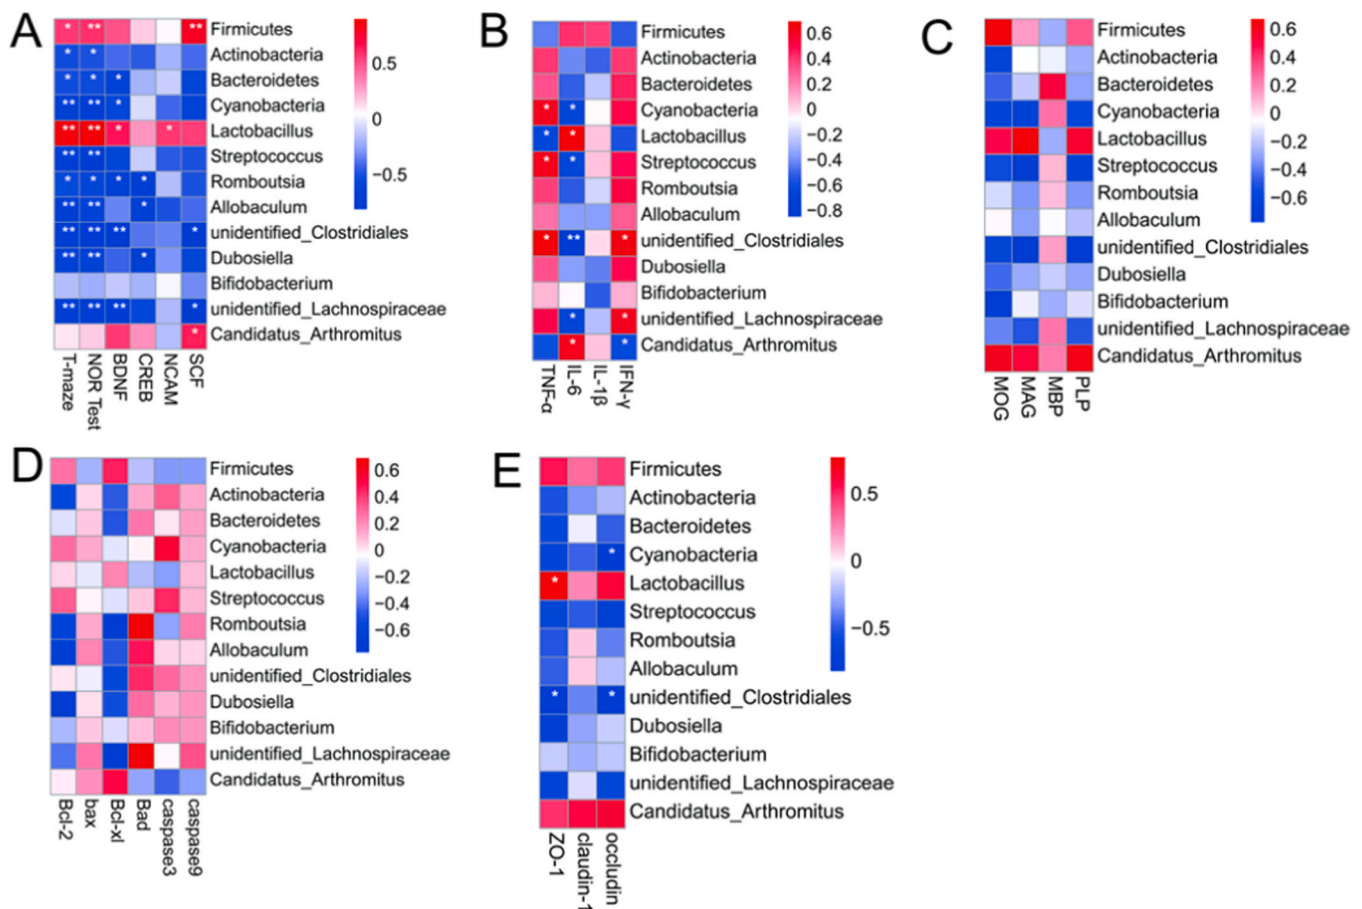 A
* ** ** Firmicutes
* * Actinobacteria
* * * Bacteroidetes
** ** * Cyanobacteria
** ** * * Lactobacillus
** ** Streptococcus
* * * * Romboutsia
** ** * Allobaculum
** ** ** * unidentified_Clostridiales
** ** * Dubosiella
Bifidobacterium
** ** ** * unidentified_Lachnospiraceae
* Candidatus_Arthromitus
T-maze
NOR Test
BDNF
CREB
NCAM
SCF
0.5
0
−0.5
B
Firmicutes
Actinobacteria
Bacteroidetes
* * Cyanobacteria
* * Lactobacillus
* * Streptococcus
Romboutsia
Allobaculum
* ** * unidentified_Clostridiales
Dubosiella
Bifidobacterium
* * unidentified_Lachnospiraceae
* * Candidatus_Arthromitus
TNF-α
IL-6
IL-1β
IFN-γ
0.6
0.4
0.2
0
−0.2
−0.4
−0.6
−0.8
C
Firmicutes
Actinobacteria
Bacteroidetes
Cyanobacteria
Lactobacillus
Streptococcus
Romboutsia
Allobaculum
unidentified_Clostridiales
Dubosiella
Bifidobacterium
unidentified_Lachnospiraceae
Candidatus_Arthromitus
MOG
MAG
MBP
PLP
0.6
0.4
0.2
0
−0.2
−0.4
−0.6
D
Firmicutes
Actinobacteria
Bacteroidetes
Cyanobacteria
Lactobacillus
Streptococcus
Romboutsia
Allobaculum
unidentified_Clostridiales
Dubosiella
Bifidobacterium
unidentified_Lachnospiraceae
Candidatus_Arthromitus
Bcl-2
bax
Bcl-xl
Bad
caspase3
caspase9
0.6
0.4
0.2
0
−0.2
−0.4
−0.6
E
Firmicutes
Actinobacteria
Bacteroidetes
* Cyanobacteria
* Lactobacillus
Streptococcus
Romboutsia
Allobaculum
* * unidentified_Clostridiales
Dubosiella
Bifidobacterium
unidentified_Lachnospiraceae
Candidatus_Arthromitus
ZO-1
claudin-1
occludin
0.5
0
−0.5